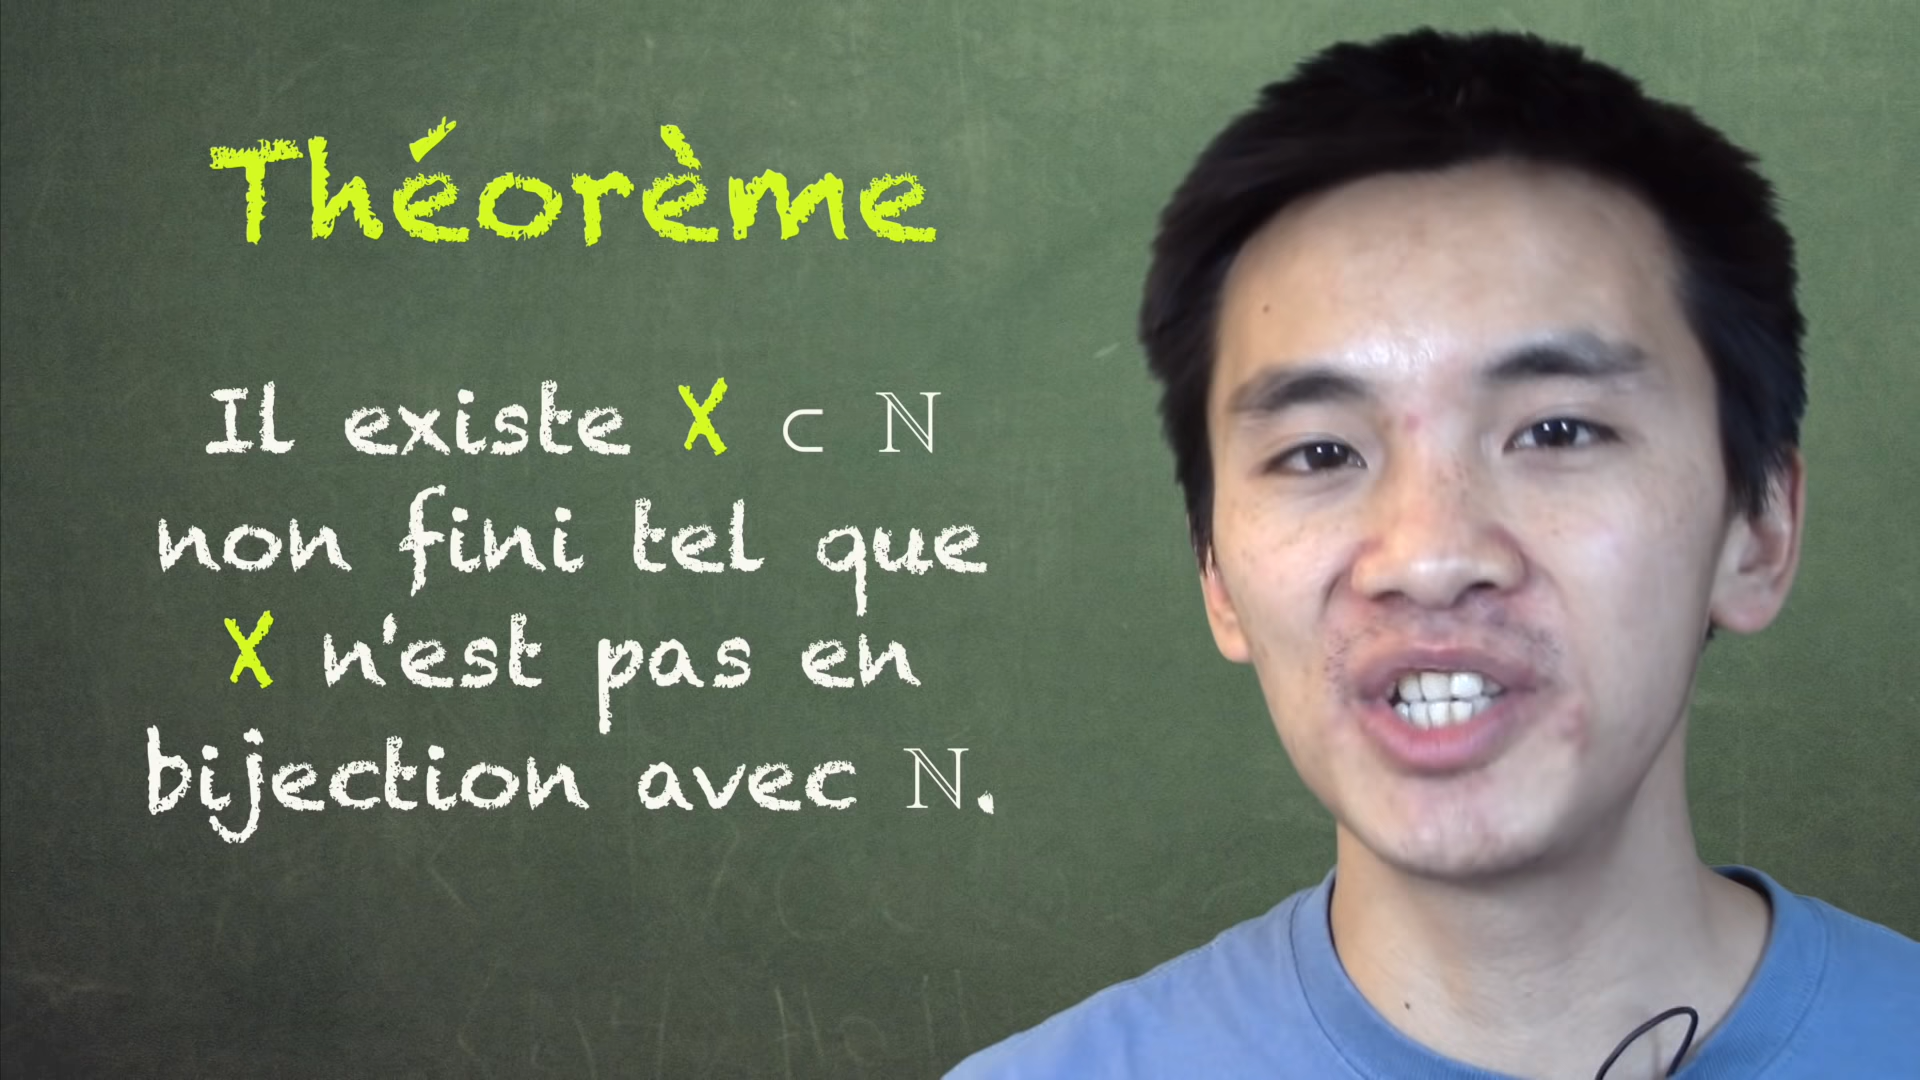 Théorème
Il existe X ⊂ ℕ
non fini tel que
X n'est pas en
bijection avec ℕ.